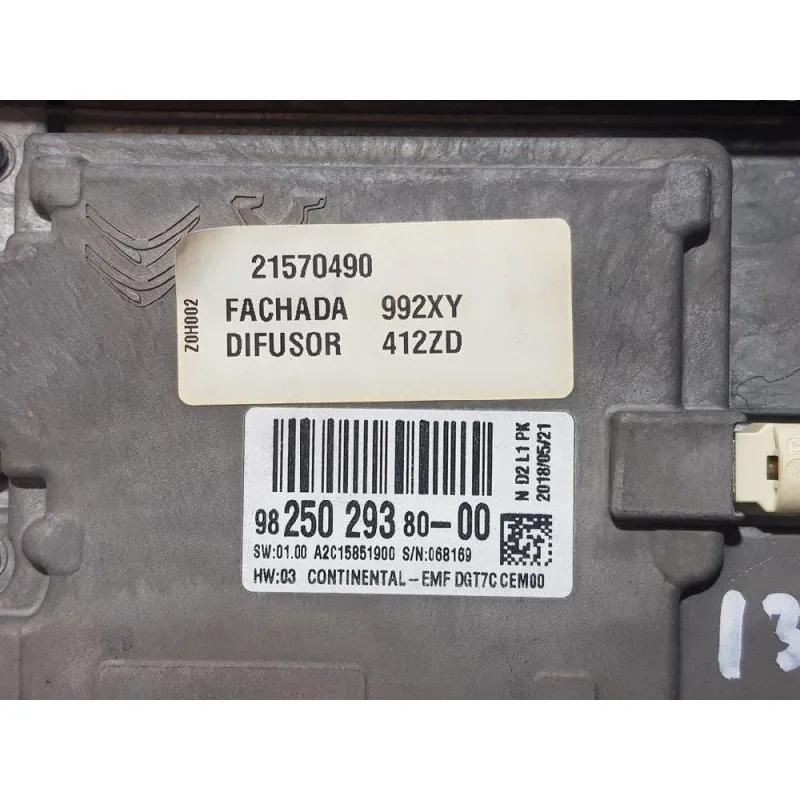 21570490
Z0H002
FACHADA 992XY
DIFUSOR 412ZD
N D2 L1 PK
2018/05/21
98 250 293 80-00
SW:01.00 A2C15851900 S/N:068169
HW:03 CONTINENTAL-EMF DGT7C CEM00
13